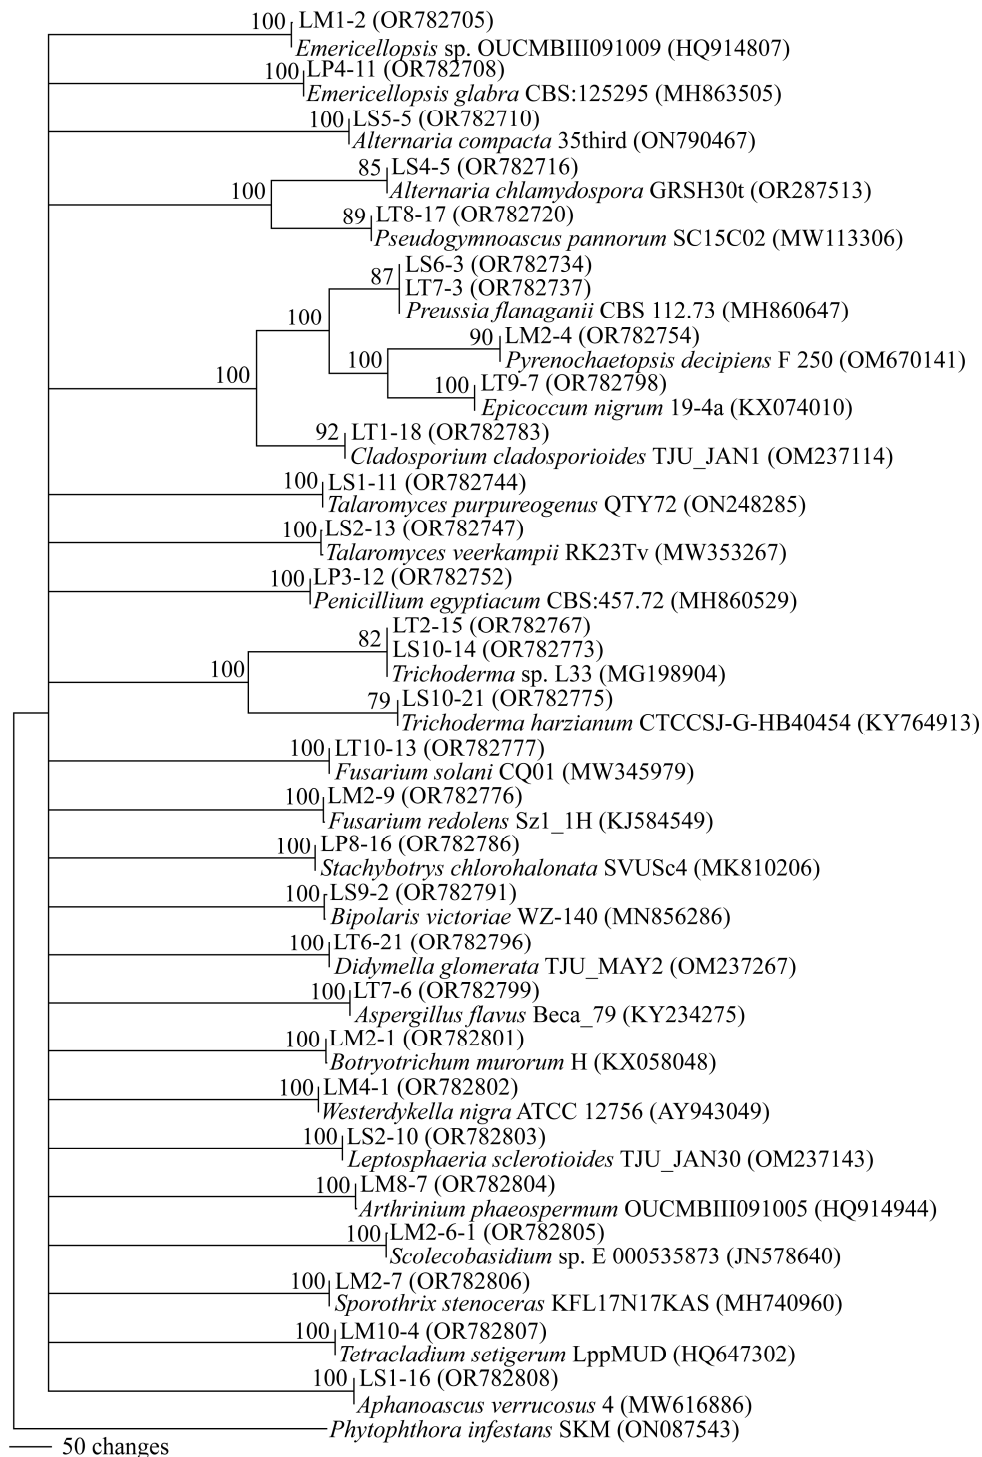 100 LM1-2 (OR782705)
Emericellopsis sp. OUCMBIII091009 (HQ914807)
100 LP4-11 (OR782708)
Emericellopsis glabra CBS:125295 (MH863505)
100 LS5-5 (OR782710)
Alternaria compacta 35third (ON790467)
85 LS4-5 (OR782716)
100 Alternaria chlamydospora GRSH30t (OR287513)
89 LT8-17 (OR782720)
Pseudogymnoascus pannorum SC15C02 (MW113306)
LS6-3 (OR782734)
87 LT7-3 (OR782737)
Preussia flanaganii CBS 112.73 (MH860647)
100
90 LM2-4 (OR782754)
100 Pyrenochaetopsis decipiens F 250 (OM670141)
100 100 LT9-7 (OR782798)
Epicoccum nigrum 19-4a (KX074010)
92 LT1-18 (OR782783)
Cladosporium cladosporioides TJU_JAN1 (OM237114)
100 LS1-11 (OR782744)
Talaromyces purpureogenus QTY72 (ON248285)
100 LS2-13 (OR782747)
Talaromyces veerkampii RK23Tv (MW353267)
100 LP3-12 (OR782752)
Penicillium egyptiacum CBS:457.72 (MH860529)
LT2-15 (OR782767)
82 LS10-14 (OR782773)
100 Trichoderma sp. L33 (MG198904)
79 LS10-21 (OR782775)
Trichoderma harzianum CTCCSJ-G-HB40454 (KY764913)
100 LT10-13 (OR782777)
Fusarium solani CQ01 (MW345979)
100 LM2-9 (OR782776)
Fusarium redolens Sz1_1H (KJ584549)
100 LP8-16 (OR782786)
Stachybotrys chlorohalonata SVUSc4 (MK810206)
100 LS9-2 (OR782791)
Bipolaris victoriae WZ-140 (MN856286)
100 LT6-21 (OR782796)
Didymella glomerata TJU_MAY2 (OM237267)
100 LT7-6 (OR782799)
Aspergillus flavus Beca_79 (KY234275)
100 LM2-1 (OR782801)
Botryotrichum murorum H (KX058048)
100 LM4-1 (OR782802)
Westerdykella nigra ATCC 12756 (AY943049)
100 LS2-10 (OR782803)
Leptosphaeria sclerotioides TJU_JAN30 (OM237143)
100 LM8-7 (OR782804)
Arthrinium phaeospermum OUCMBIII091005 (HQ914944)
100 LM2-6-1 (OR782805)
Scolecobasidium sp. E 000535873 (JN578640)
100 LM2-7 (OR782806)
Sporothrix stenoceras KFL17N17KAS (MH740960)
100 LM10-4 (OR782807)
Tetracladium setigerum LppMUD (HQ647302)
100 LS1-16 (OR782808)
Aphanoascus verrucosus 4 (MW616886)
Phytophthora infestans SKM (ON087543)
50 changes